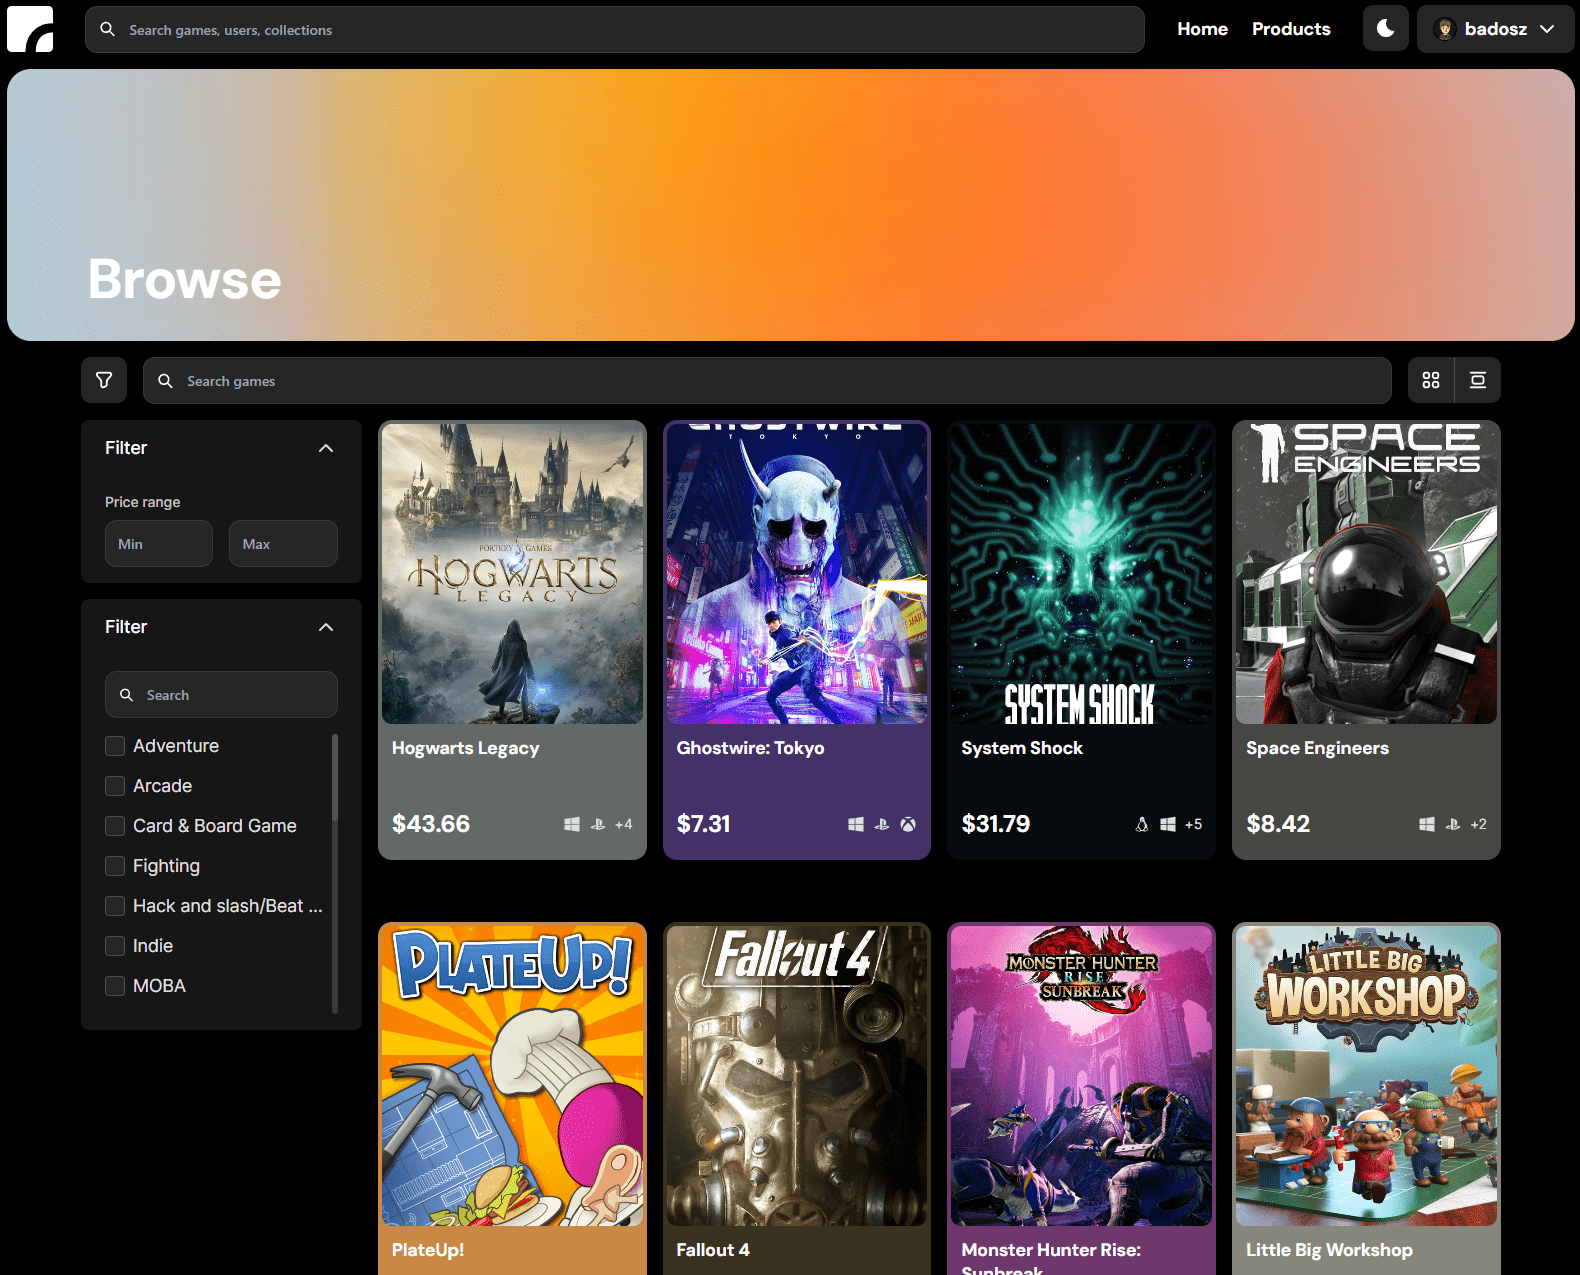 Search games, users, collections
Home
Products
badosz
Browse
Search games
Filter
Price range
Min
Max
Filter
Search
Adventure
Arcade
Card & Board Game
Fighting
Hack and slash/Beat ...
Indie
MOBA
PORTKEY GAMES
HOGWARTS
LEGACY
Hogwarts Legacy
$43.66
+4
GHOSTWIRE
TOKYO
Ghostwire: Tokyo
$7.31
SYSTEM SHOCK
System Shock
$31.79
+5
SPACE
ENGINEERS
Space Engineers
$8.42
+2
PLATEUP!
PlateUp!
Fallout 4
Fallout 4
MONSTER HUNTER
RISE
SUNBREAK
Monster Hunter Rise:
Sunbreak
LITTLE BIG
WORKSHOP
Little Big Workshop